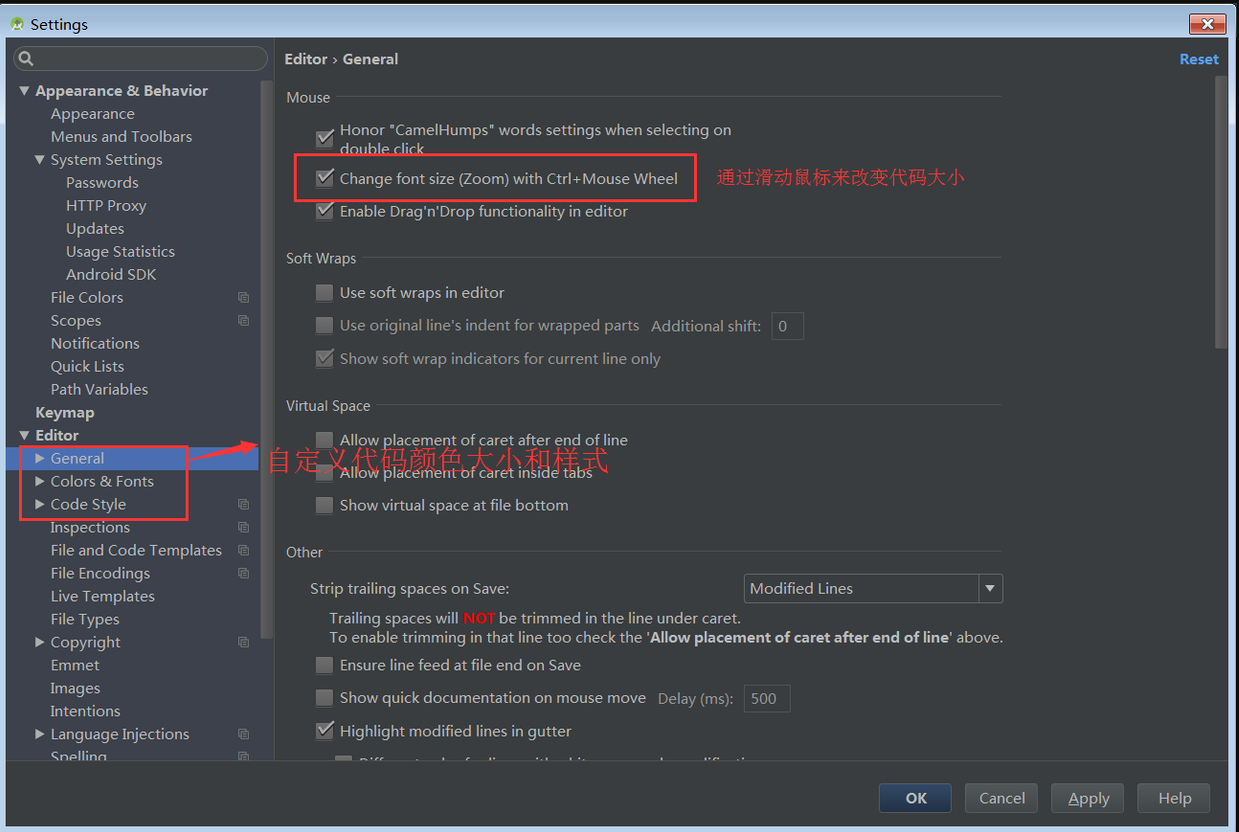 Settings
Appearance & Behavior
Appearance
Menus and Toolbars
System Settings
Passwords
HTTP Proxy
Updates
Usage Statistics
Android SDK
File Colors
Scopes
Notifications
Quick Lists
Path Variables
Keymap
Editor
General
Colors & Fonts
Code Style
Inspections
File and Code Templates
File Encodings
Live Templates
File Types
Copyright
Emmet
Images
Intentions
Language Injections
Spelling
Editor › General
Reset
Mouse
Honor "CamelHumps" words settings when selecting on
double click
Change font size (Zoom) with Ctrl+Mouse Wheel
通过滑动鼠标来改变代码大小
Enable Drag'n'Drop functionality in editor
Soft Wraps
Use soft wraps in editor
Use original line's indent for wrapped parts Additional shift: 0
Show soft wrap indicators for current line only
Virtual Space
Allow placement of caret after end of line
自定义代码颜色大小和样式
Allow placement of caret inside tabs
Show virtual space at file bottom
Other
Strip trailing spaces on Save: Modified Lines
Trailing spaces will NOT be trimmed in the line under caret.
To enable trimming in that line too check the 'Allow placement of caret after end of line' above.
Ensure line feed at file end on Save
Show quick documentation on mouse move Delay (ms): 500
Highlight modified lines in gutter
OK Cancel Apply Help